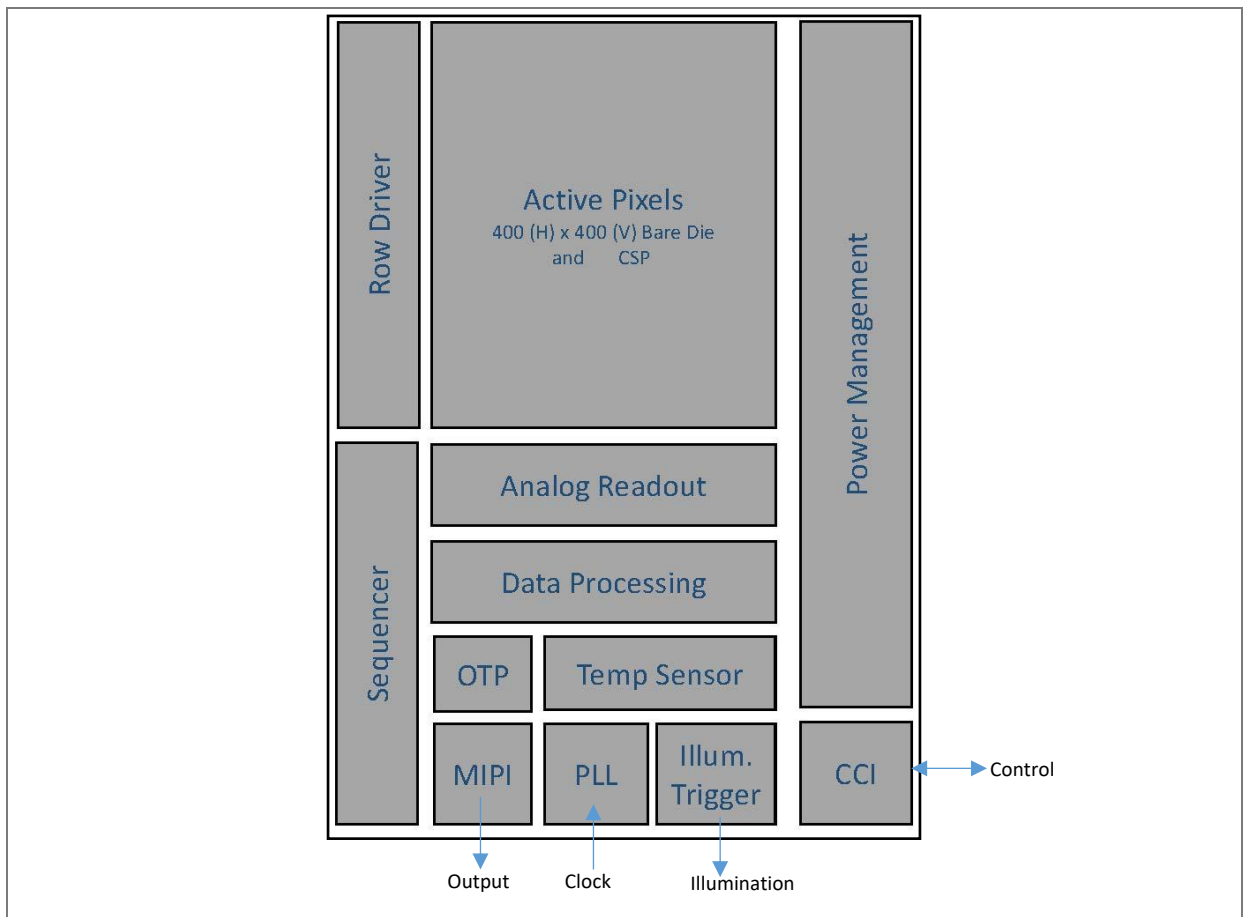 Row Driver
Active Pixels
400 (H) x 400 (V) Bare Die
and CSP
Power Management
Analog Readout
Sequencer
Data Processing
OTP
Temp Sensor
MIPI
PLL
Illum.
Trigger
CCI
Control
Output
Clock
Illumination